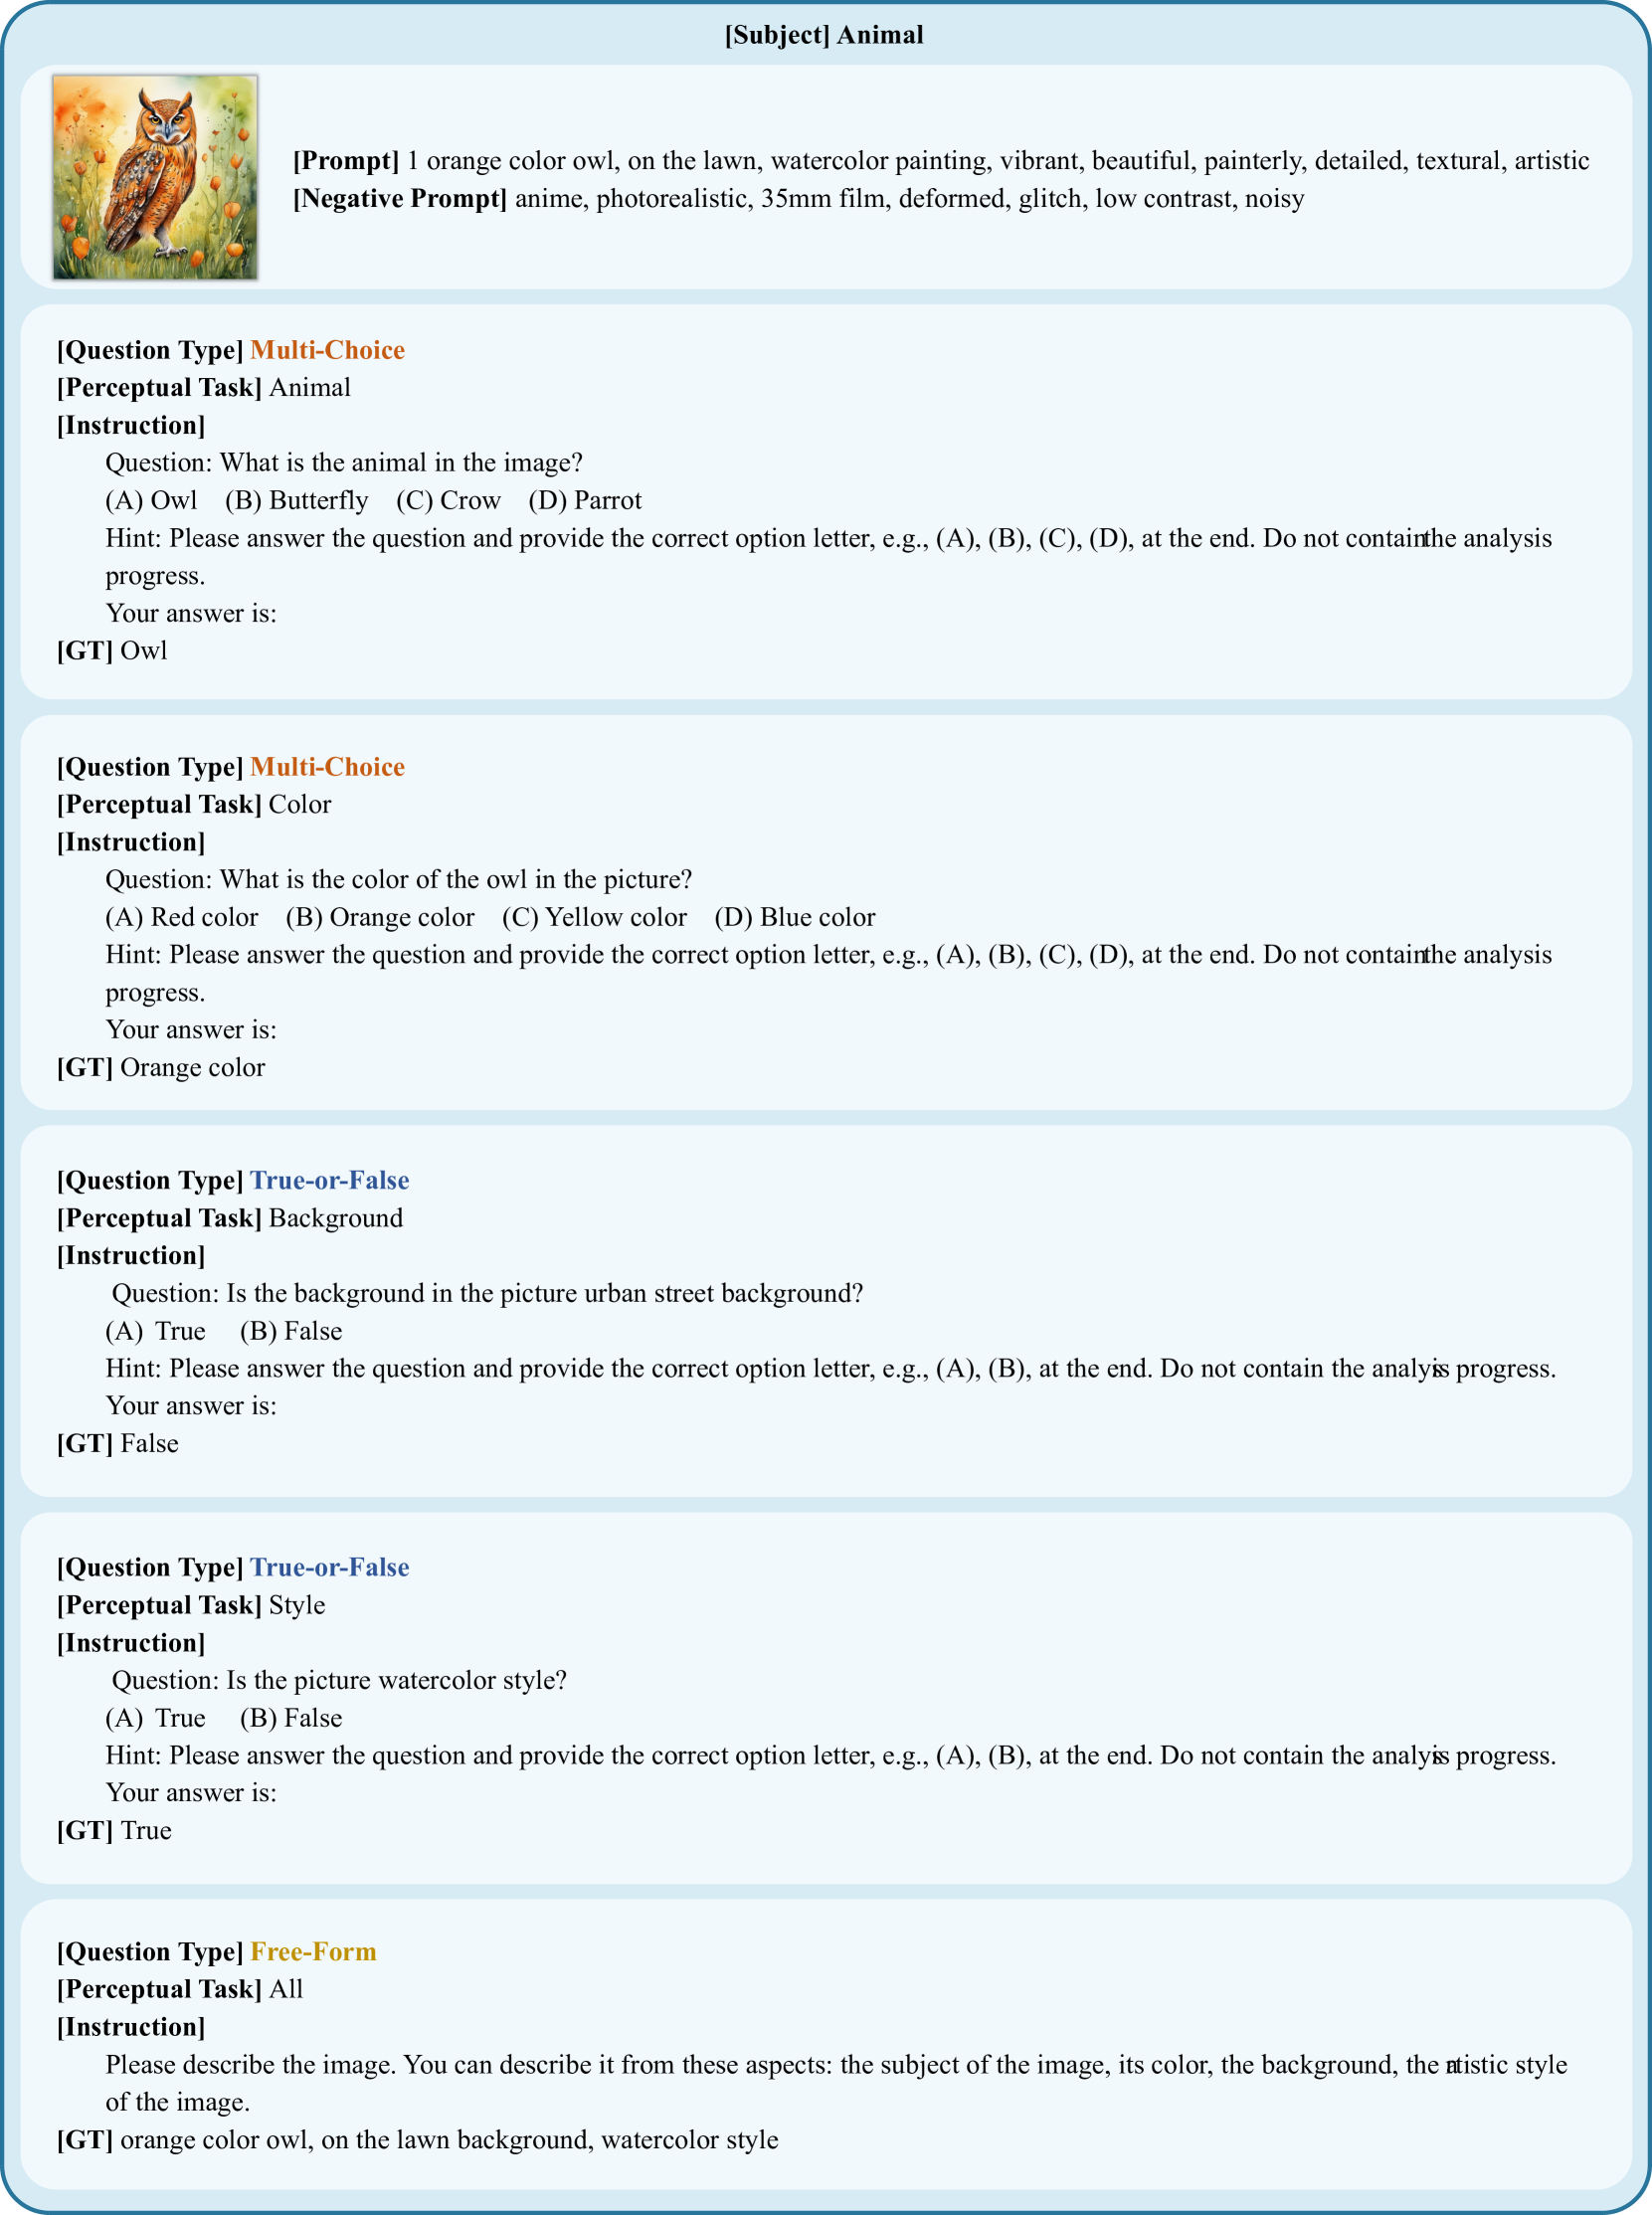 [Subject] Animal
[Prompt] 1 orange color owl, on the lawn, watercolor painting, vibrant, beautiful, painterly, detailed, textural, artistic
[Negative Prompt] anime, photorealistic, 35mm film, deformed, glitch, low contrast, noisy
[Question Type] Multi-Choice
[Perceptual Task] Animal
[Instruction]
Question: What is the animal in the image?
(A) Owl (B) Butterfly (C) Crow (D) Parrot
Hint: Please answer the question and provide the correct option letter, e.g., (A), (B), (C), (D), at the end. Do not contain the analysis
progress.
Your answer is:
[GT] Owl
[Question Type] Multi-Choice
[Perceptual Task] Color
[Instruction]
Question: What is the color of the owl in the picture?
(A) Red color (B) Orange color (C) Yellow color (D) Blue color
Hint: Please answer the question and provide the correct option letter, e.g., (A), (B), (C), (D), at the end. Do not contain the analysis
progress.
Your answer is:
[GT] Orange color
[Question Type] True-or-False
[Perceptual Task] Background
[Instruction]
Question: Is the background in the picture urban street background?
(A) True (B) False
Hint: Please answer the question and provide the correct option letter, e.g., (A), (B), at the end. Do not contain the analysis progress.
Your answer is:
[GT] False
[Question Type] True-or-False
[Perceptual Task] Style
[Instruction]
Question: Is the picture watercolor style?
(A) True (B) False
Hint: Please answer the question and provide the correct option letter, e.g., (A), (B), at the end. Do not contain the analysis progress.
Your answer is:
[GT] True
[Question Type] Free-Form
[Perceptual Task] All
[Instruction]
Please describe the image. You can describe it from these aspects: the subject of the image, its color, the background, the artistic style
of the image.
[GT] orange color owl, on the lawn background, watercolor style